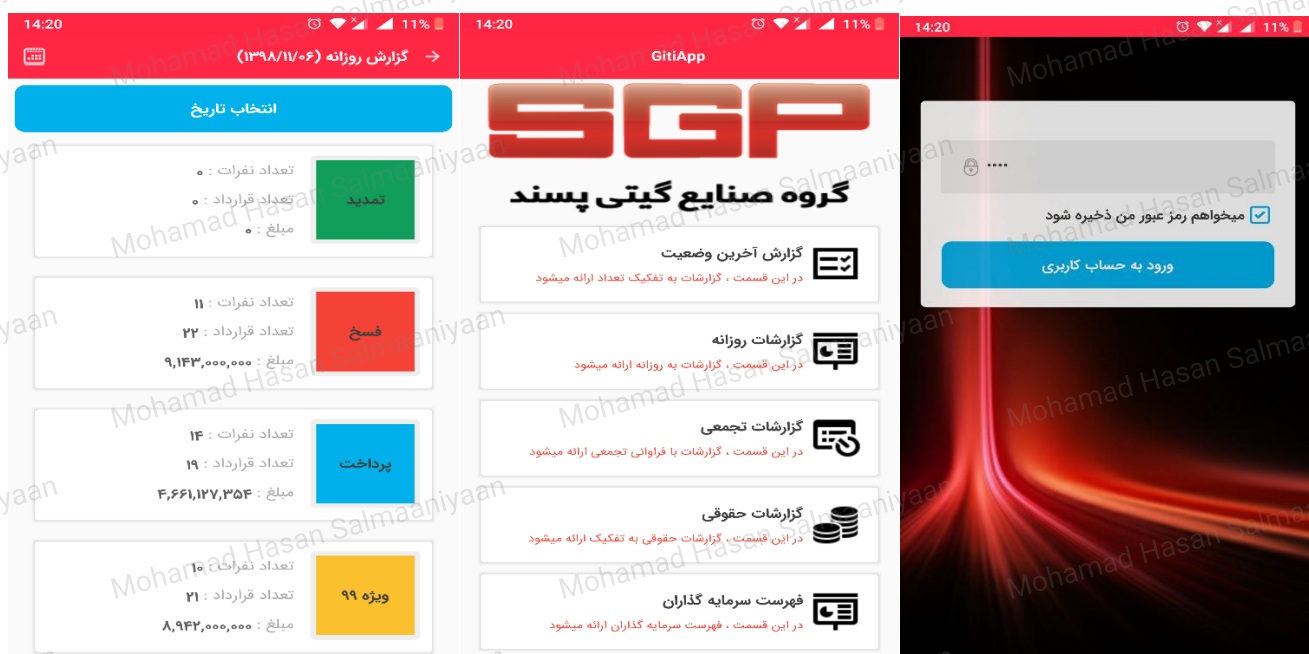 14:20
11%
گزارش روزانه (۱۳۹۸/۱۱/۰۶)
انتخاب تاریخ
تمدید
تعداد نفرات : ۰
تعداد قرارداد : ۰
مبلغ : ۰
فسخ
تعداد نفرات : ۱۱
تعداد قرارداد : ۲۲
مبلغ : ۹,۱۴۳,۰۰۰,۰۰۰
پرداخت
تعداد نفرات : ۱۴
تعداد قرارداد : ۱۹
مبلغ : ۴,۶۶۱,۱۲۷,۳۵۴
ویژه ۹۹
تعداد نفرات : ۱۰
تعداد قرارداد : ۲۱
مبلغ : ۸,۹۴۲,۰۰۰,۰۰۰
14:20
11%
GitiApp
SGP
گروه صنایع گیتی پسند
گزارش آخرین وضعیت
در این قسمت ، گزارشات به تفکیک تعداد ارائه میشود
گزارشات روزانه
در این قسمت ، گزارشات به روزانه ارائه میشود
گزارشات تجمعی
در این قسمت ، گزارشات با فراوانی تجمعی ارائه میشود
گزارشات حقوقی
در این قسمت ، گزارشات حقوقی به تفکیک ارائه میشود
فهرست سرمایه گذاران
در این قسمت ، فهرست سرمایه گذاران ارائه میشود
14:20
11%
••••
میخواهم رمز عبور من ذخیره شود
ورود به حساب کاربری
Mohamad Hasan Salmaaniyaan